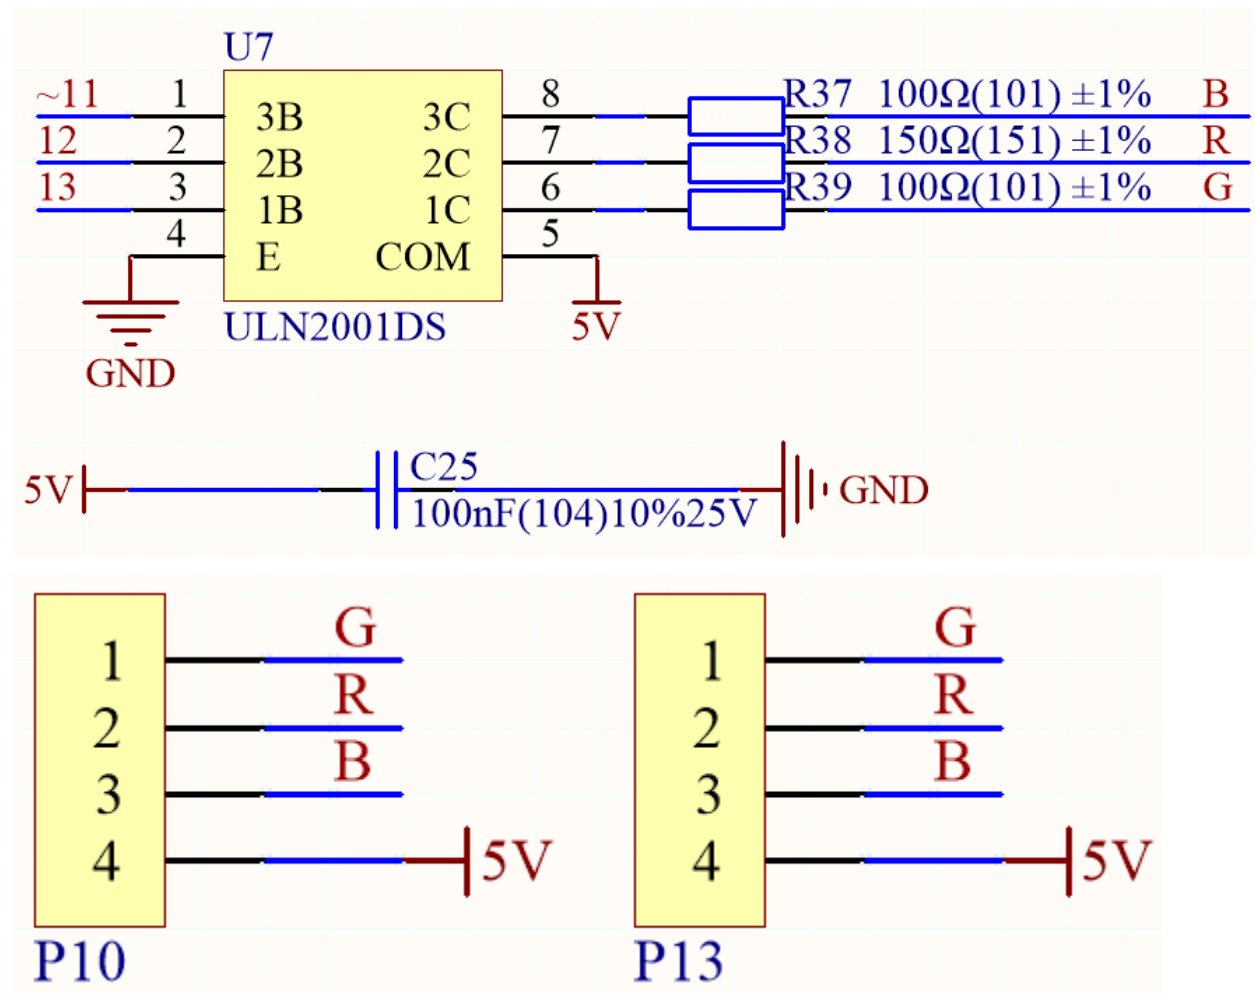 U7
~11 1 3B 3C 8 R37 100Ω(101) ±1% B
12 2 2B 2C 7 R38 150Ω(151) ±1% R
13 3 1B 1C 6 R39 100Ω(101) ±1% G
4 E COM 5
ULN2001DS 5V
GND
5V C25 GND
100nF(104)10%25V
1 G
2 R
3 B
4 5V
P10
1 G
2 R
3 B
4 5V
P13